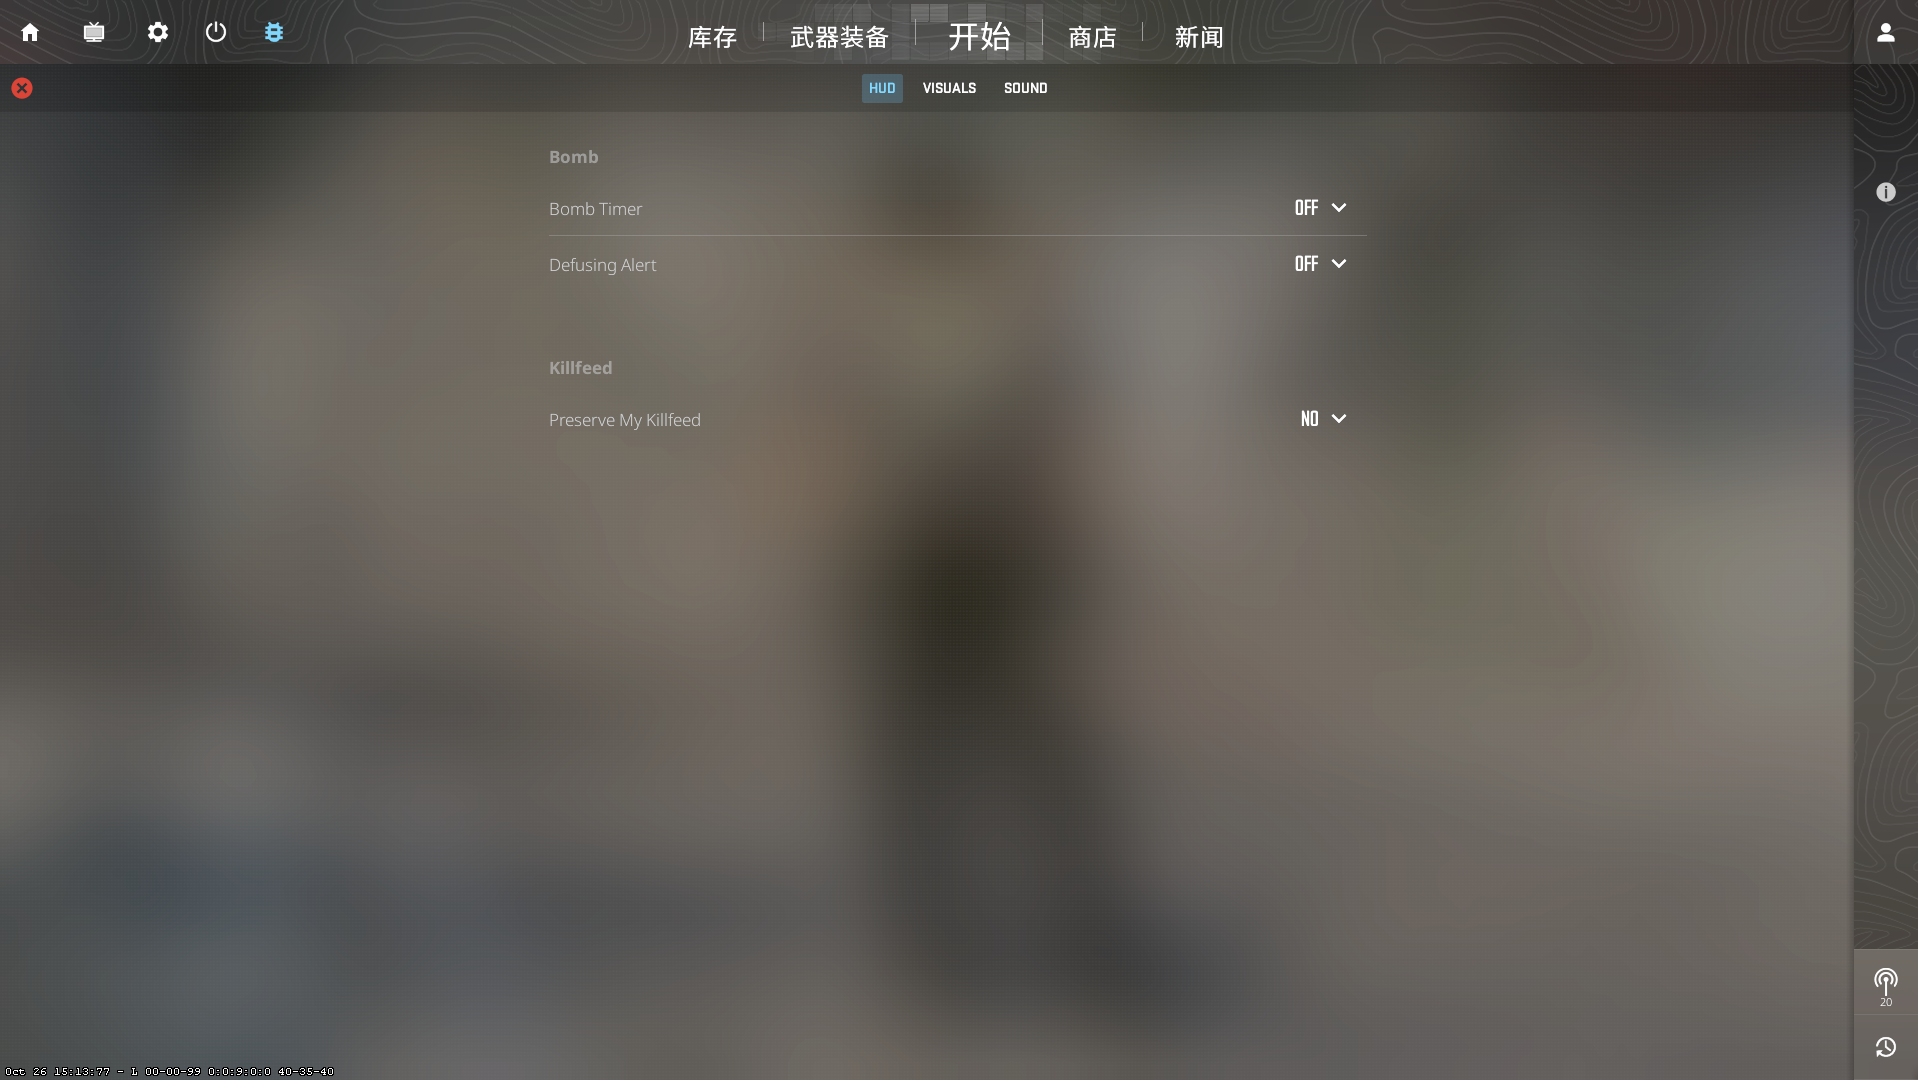 库存
武器装备
开始
商店
新闻
HUD
VISUALS
SOUND
Bomb
Bomb Timer
OFF
Defusing Alert
OFF
Killfeed
Preserve My Killfeed
NO
20
Oct 26 15:13:77 - L 00-00-99 0:0:9:0:0 40-35-40